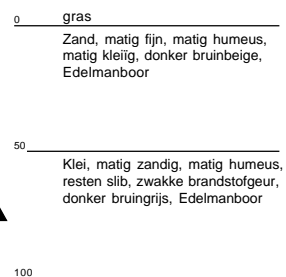 0 gras
Zand, matig fijn, matig humeus,
matig kleiïg, donker bruinbeige,
Edelmanboor
50
Klei, matig zandig, matig humeus,
resten slib, zwakke brandstofgeur,
donker bruingrijs, Edelmanboor
100